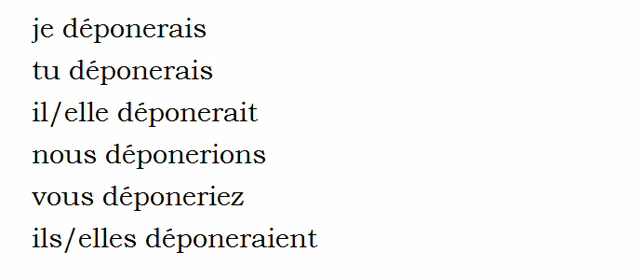 je déponerais
tu déponerais
il/elle déponerait
nous déponerions
vous déponeriez
ils/elles déponeraient